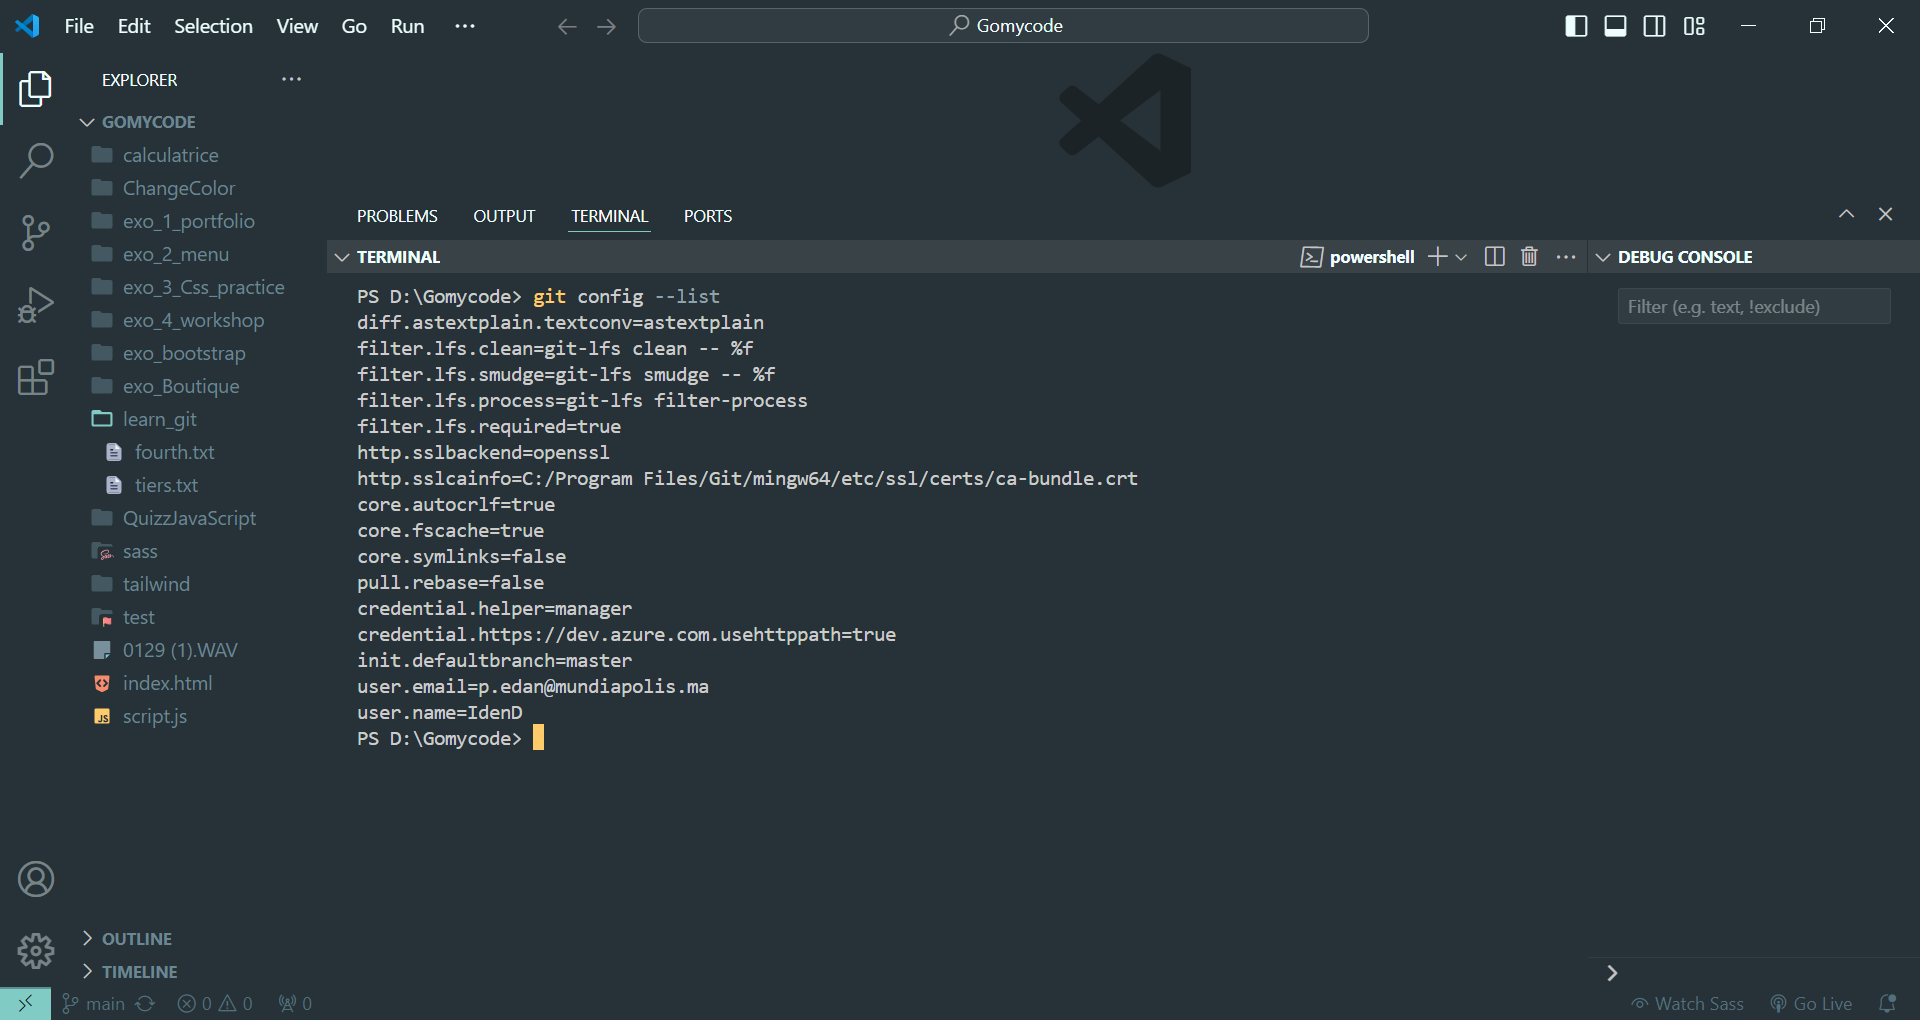 File Edit Selection View Go Run ··· Gomycode
EXPLORER ···
GOMYCODE
calculatrice
ChangeColor
exo_1_portfolio
exo_2_menu
exo_3_Css_practice
exo_4_workshop
exo_bootstrap
exo_Boutique
learn_git
fourth.txt
tiers.txt
QuizzJavaScript
sass
tailwind
test
0129 (1).WAV
index.html
script.js
OUTLINE
TIMELINE
PROBLEMS OUTPUT TERMINAL PORTS
TERMINAL powershell ···
PS D:\Gomycode> git config --list
diff.astextplain.textconv=astextplain
filter.lfs.clean=git-lfs clean -- %f
filter.lfs.smudge=git-lfs smudge -- %f
filter.lfs.process=git-lfs filter-process
filter.lfs.required=true
http.sslbackend=openssl
http.sslcainfo=C:/Program Files/Git/mingw64/etc/ssl/certs/ca-bundle.crt
core.autocrlf=true
core.fscache=true
core.symlinks=false
pull.rebase=false
credential.helper=manager
credential.https://dev.azure.com.usehttppath=true
init.defaultbranch=master
user.email=p.edan@mundiapolis.ma
user.name=IdenD
PS D:\Gomycode>
DEBUG CONSOLE
Filter (e.g. text, !exclude)
main 0 0 0 Watch Sass Go Live